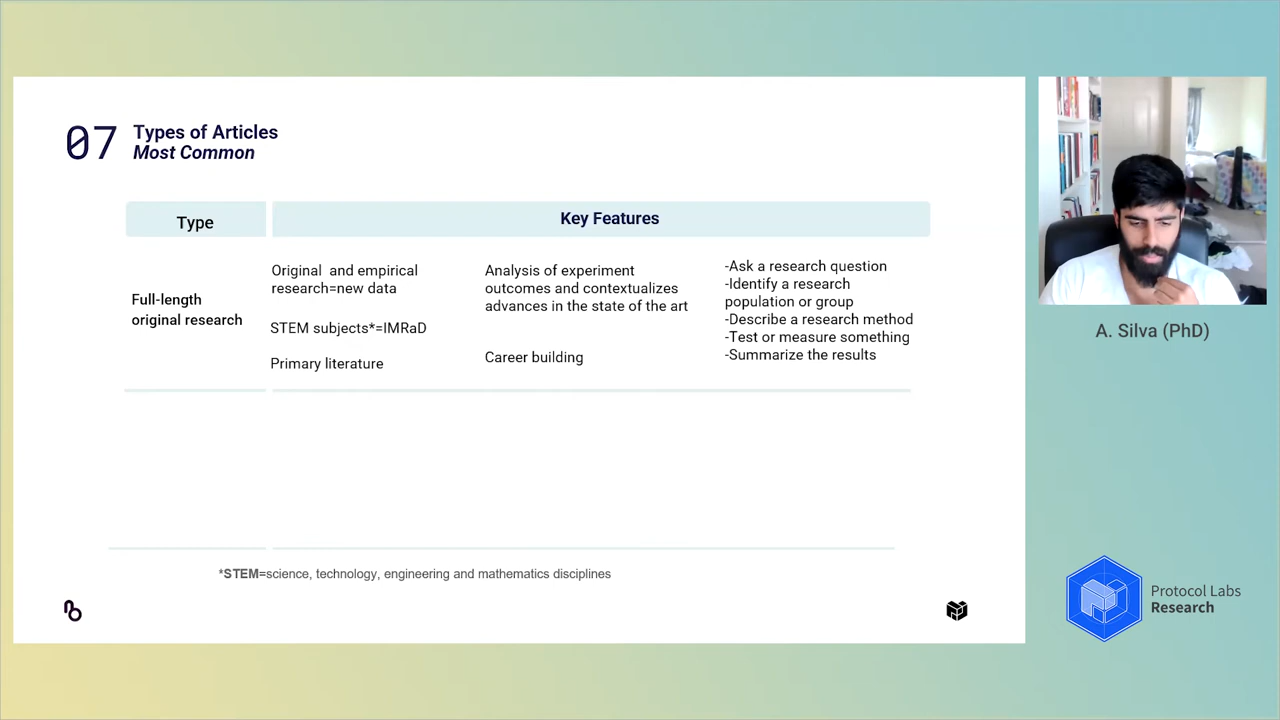 07
Types of Articles
Most Common
Type
Key Features
Full-length
original research
Original  and empirical
research=new data
STEM subjects*=IMRaD
Primary literature
Analysis of experiment
outcomes and contextualizes
advances in the state of the art
Career building
-Ask a research question
-Identify a research
population or group
-Describe a research method
-Test or measure something
-Summarize the results
*STEM=science, technology, engineering and mathematics disciplines
A. Silva (PhD)
Protocol Labs
Research